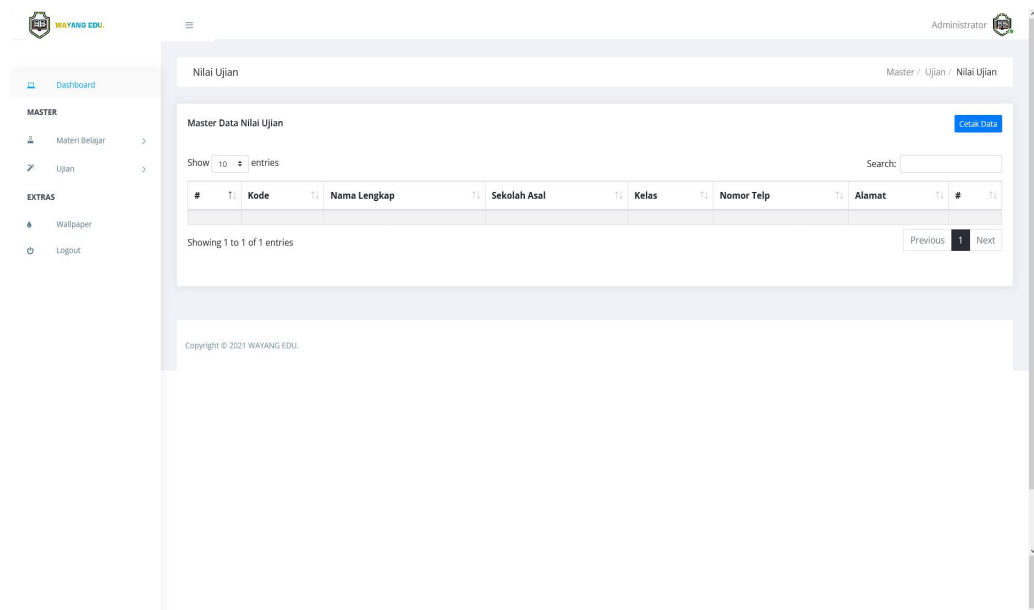 WAYANG EDU.
Administrator
Dashboard
MASTER
Materi Belajar
Ujian
EXTRAS
Wallpaper
Logout
Nilai Ujian
Master / Ujian / Nilai Ujian
Master Data Nilai Ujian
Cetak Data
Show 10 entries
Search:
# Kode Nama Lengkap Sekolah Asal Kelas Nomor Telp Alamat #
Showing 1 to 1 of 1 entries
Previous 1 Next
Copyright © 2021 WAYANG EDU.